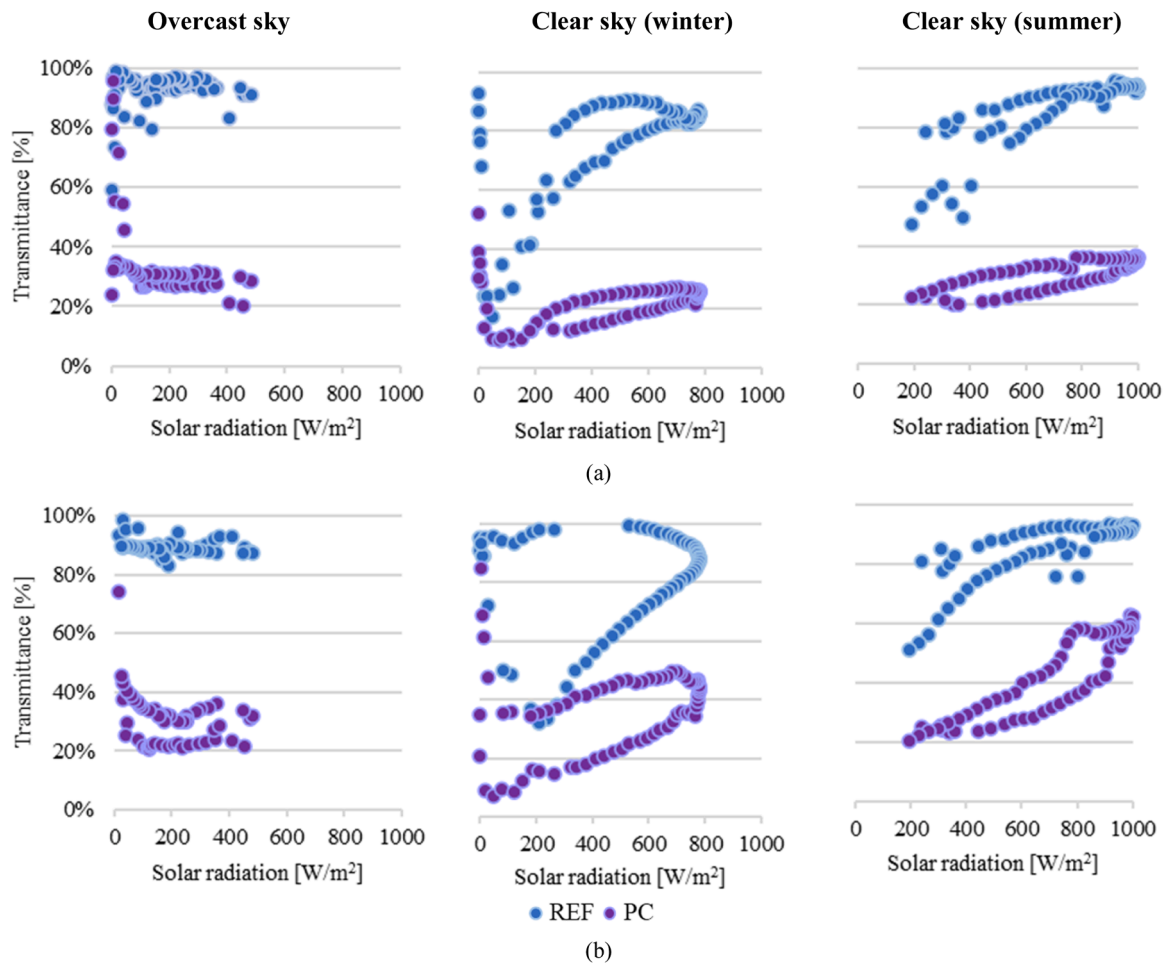 Overcast sky Clear sky (winter) Clear sky (summer)
Transmittance [%]
100%
80%
60%
40%
20%
0%
0 200 400 600 800 1000 0 200 400 600 800 1000 0 200 400 600 800 1000
Solar radiation [W/m²] Solar radiation [W/m²] Solar radiation [W/m²]
(a)
Transmittance [%]
100%
80%
60%
40%
20%
0%
0 200 400 600 800 1000 0 200 400 600 800 1000 0 200 400 600 800 1000
Solar radiation [W/m²] Solar radiation [W/m²] Solar radiation [W/m²]
REF PC
(b)